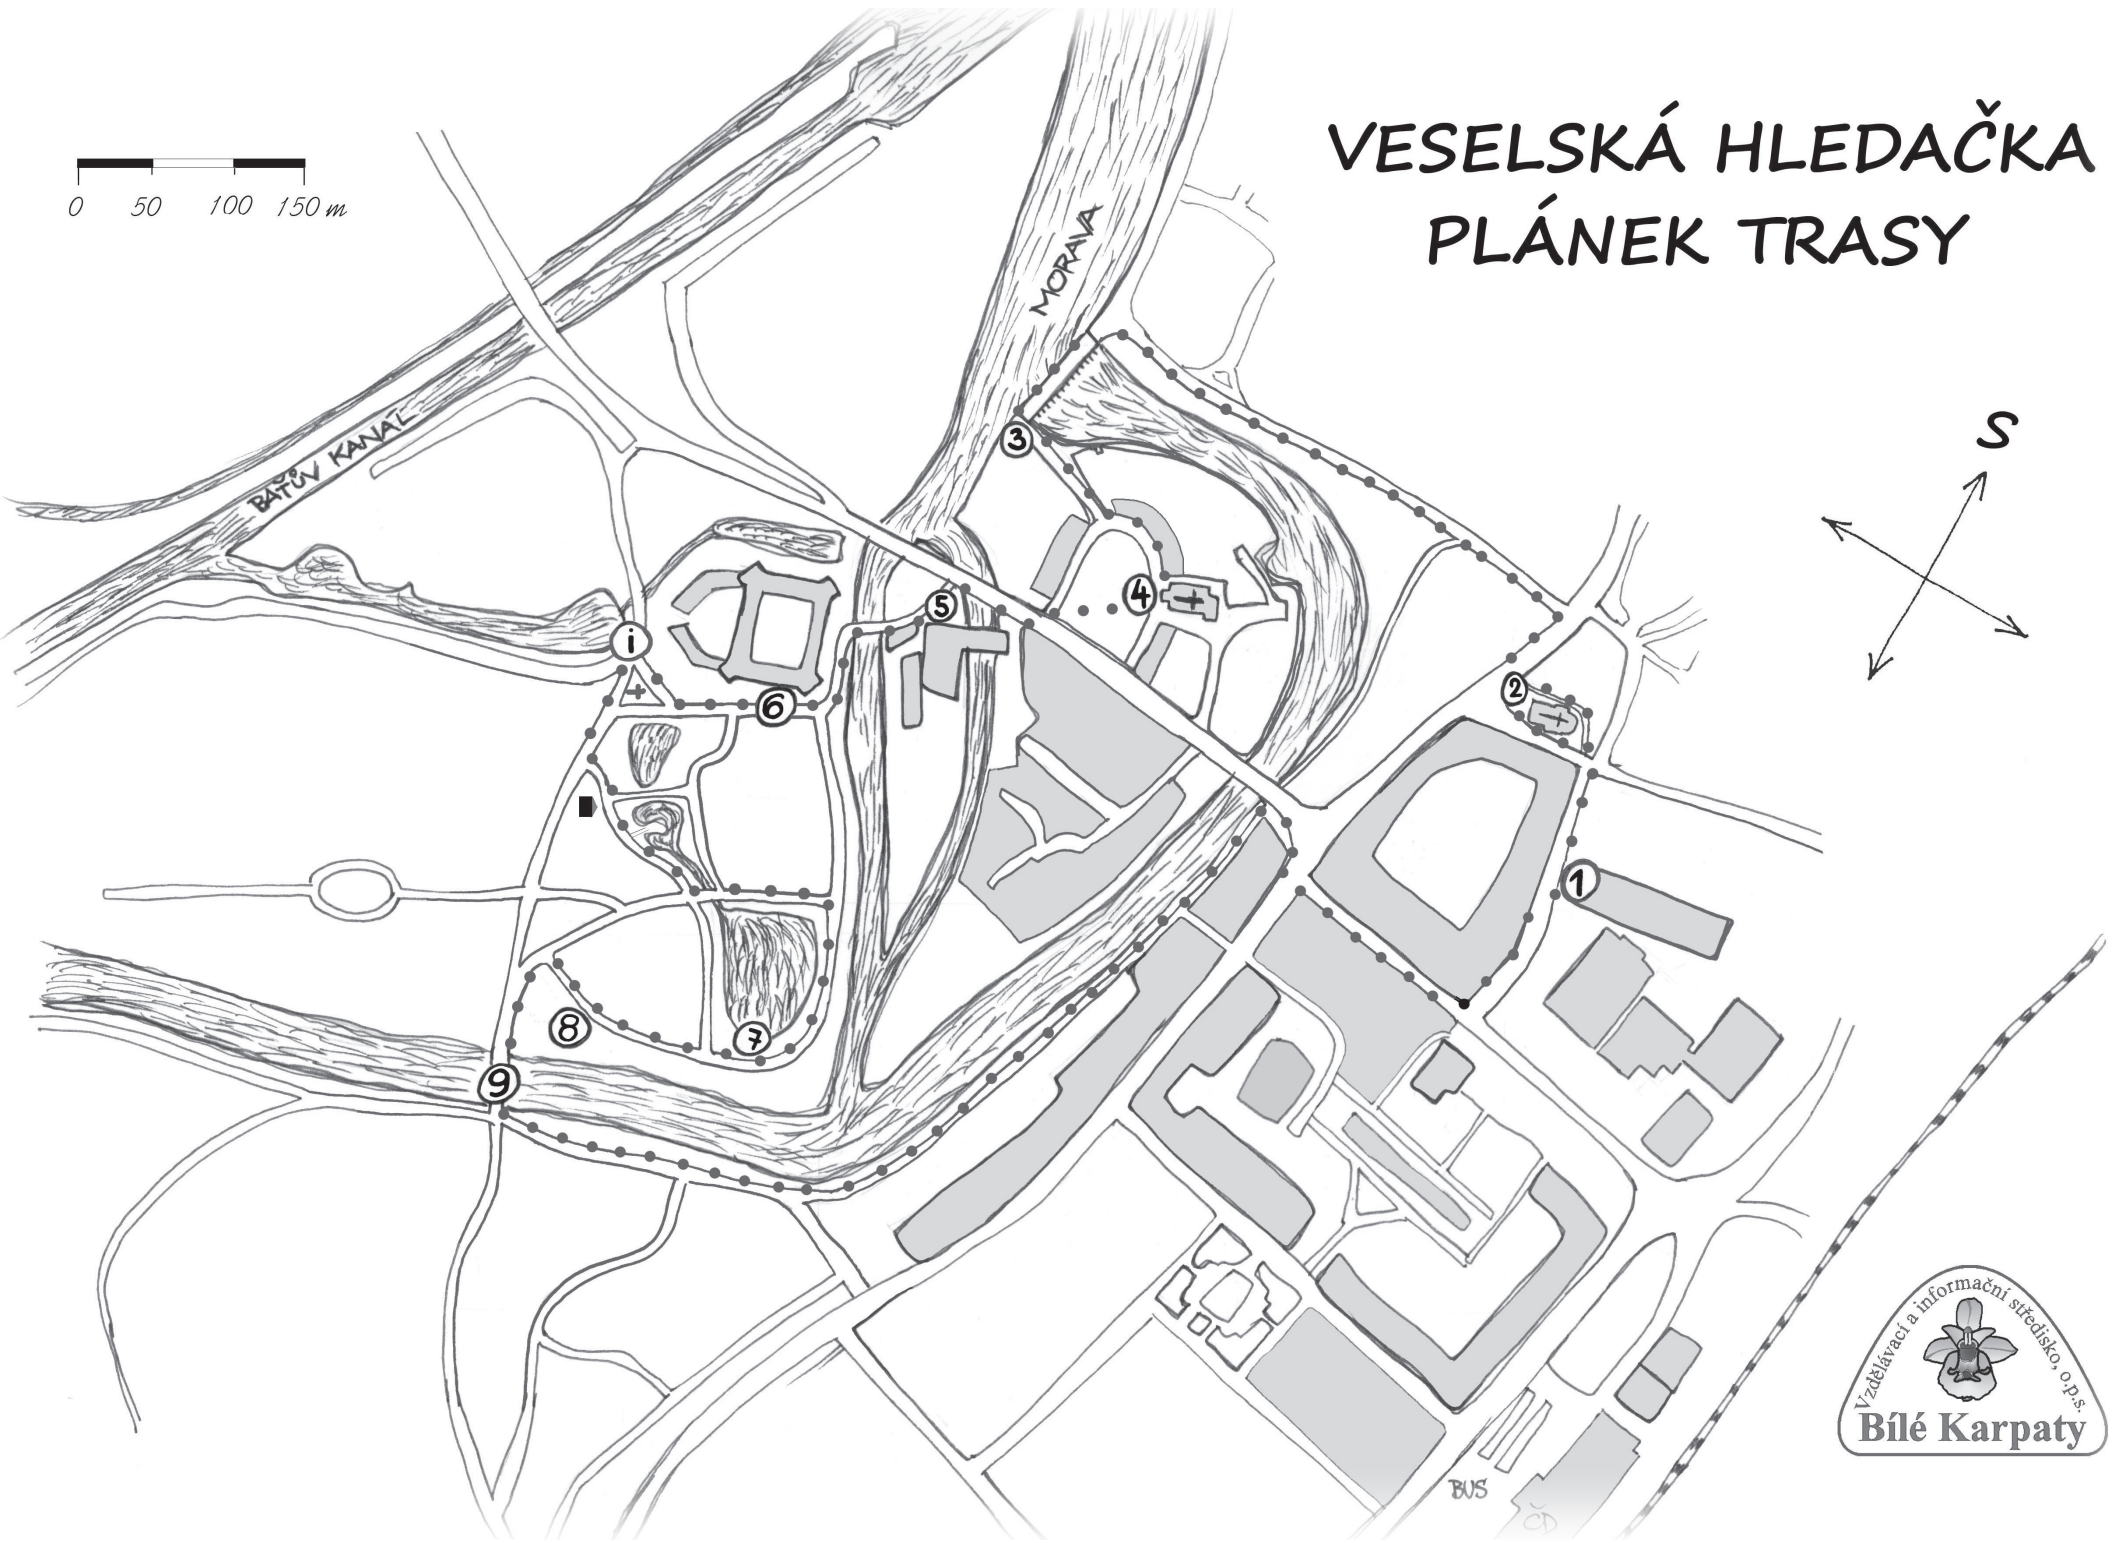 VESELSKÁ HLEDAČKA
PLÁNEK TRASY
0 50 100 150 m
MORAVA
S
BAŤŮV KANÁL
3
4
5
i
6
2
1
8
7
9
BUS
ČD
Vzdělávací a informační středisko, o.p.s.
Bílé Karpaty